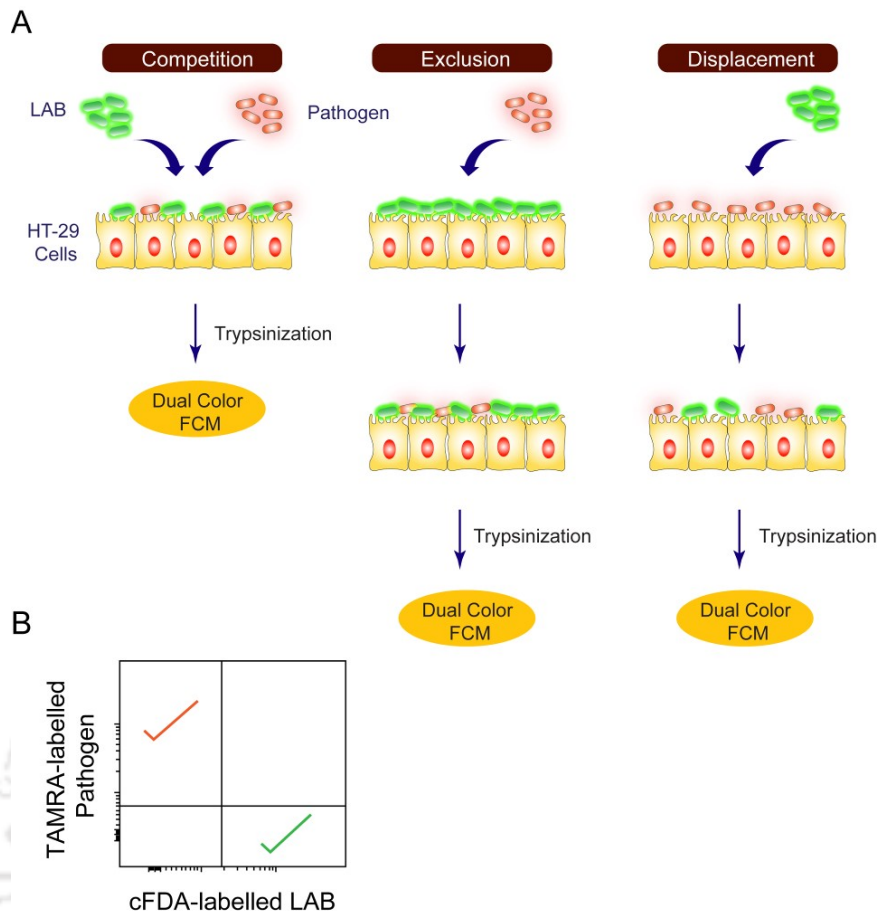 A
Competition
Exclusion
Displacement
LAB
Pathogen
HT-29
Cells
Trypsinization
Dual Color
FCM
Trypsinization
Trypsinization
Dual Color
FCM
Dual Color
FCM
B
TAMRA-labelled
Pathogen
cFDA-labelled LAB